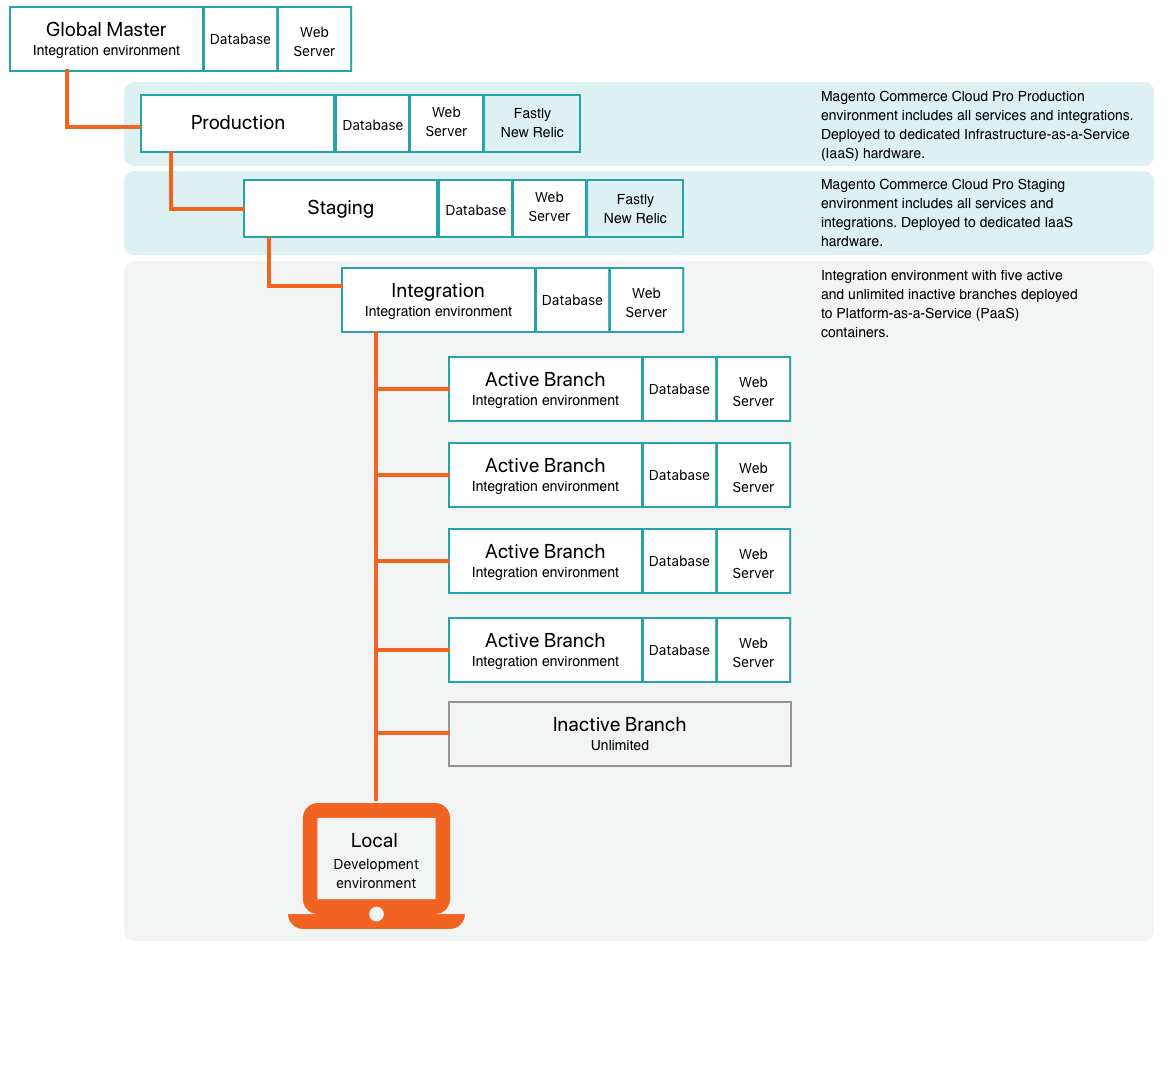 Global Master
Integration environment
Database
Web
Server
Production
Database
Web
Server
Fastly
New Relic
Magento Commerce Cloud Pro Production
environment includes all services and integrations.
Deployed to dedicated Infrastructure-as-a-Service
(IaaS) hardware.
Staging
Database
Web
Server
Fastly
New Relic
Magento Commerce Cloud Pro Staging
environment includes all services and
integrations. Deployed to dedicated IaaS
hardware.
Integration
Integration environment
Database
Web
Server
Integration environment with five active
and unlimited inactive branches deployed
to Platform-as-a-Service (PaaS)
containers.
Active Branch
Integration environment
Database
Web
Server
Active Branch
Integration environment
Database
Web
Server
Active Branch
Integration environment
Database
Web
Server
Active Branch
Integration environment
Database
Web
Server
Inactive Branch
Unlimited
Local
Development
environment